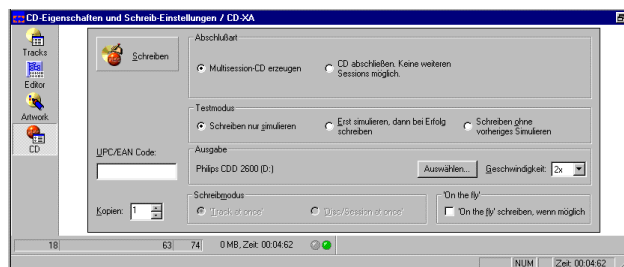 CD-Eigenschaften und Schreib-Einstellungen / CD-XA
Tracks
Editor
Artwork
CD
Schreiben
Abschlußart
Multisession-CD erzeugen
CD abschließen. Keine weiteren
Sessions möglich.
Testmodus
Schreiben nur simulieren
Erst simulieren, dann bei Erfolg
schreiben
Schreiben ohne
vorheriges Simulieren
UPC/EAN Code:
Ausgabe
Philips CDD 2600 (D:)
Auswählen...
Geschwindigkeit:
2x
Kopien:
1
Schreibmodus
'Track at once'
'Disc/Session at once'
'On the fly'
'On the fly' schreiben, wenn möglich
18
63
74
0 MB, Zeit: 00:04:62
NUM
Zeit: 00:04:62